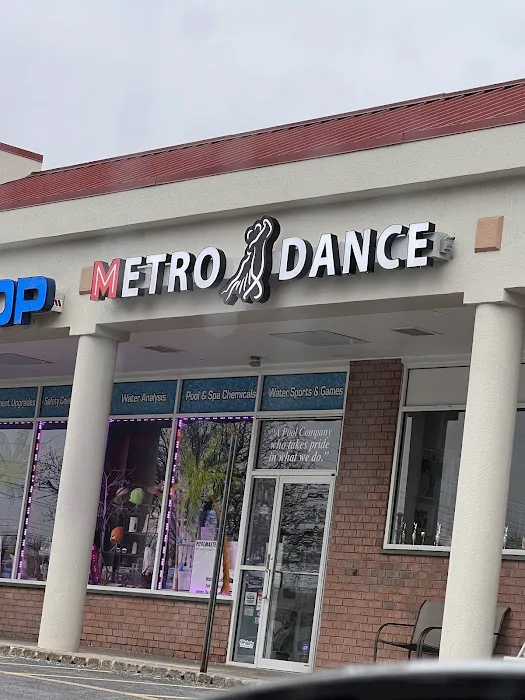 OP
METRO DANCE
Water Analysis
Pool & Spa Chemicals
Water Sports & Games
"A Pool Company
who takes pride
in what we do."